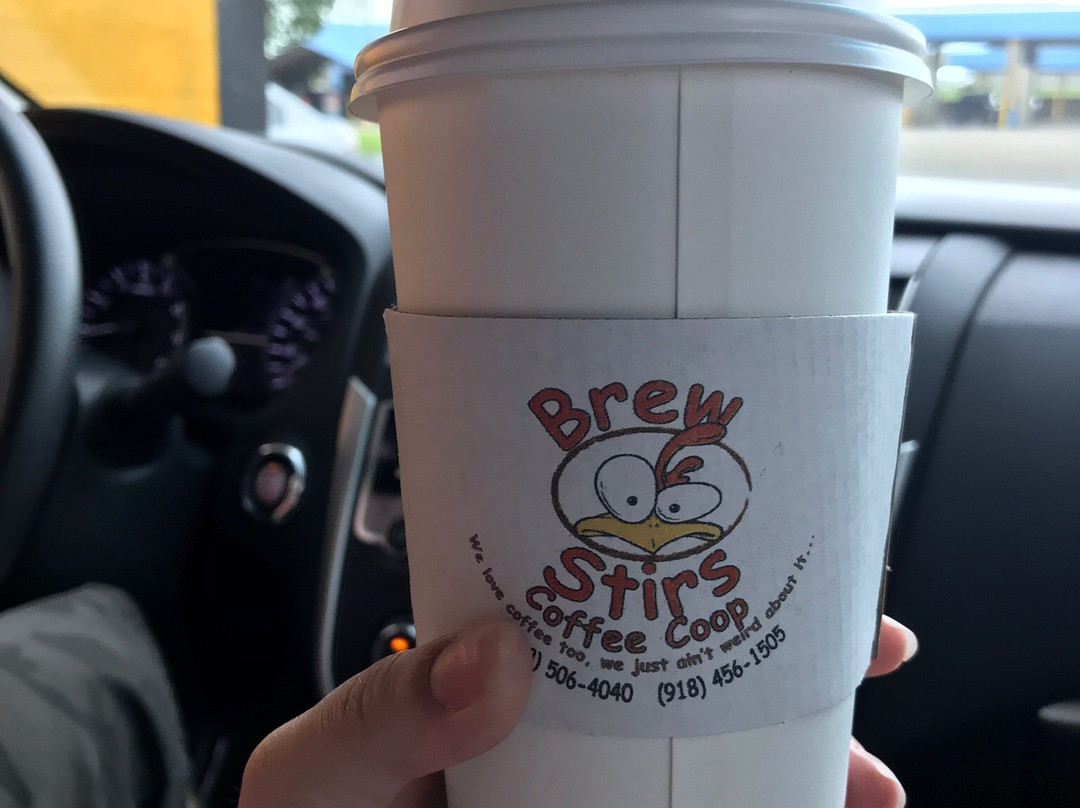 Brew
Stirs
Coffee Coop
We love coffee too, we just ain't weird about it...
) 506-4040 (918) 456-1505